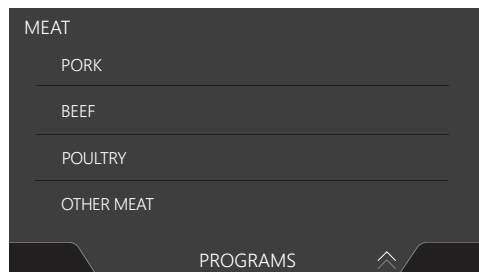 MEAT
PORK
BEEF
POULTRY
OTHER MEAT
PROGRAMS